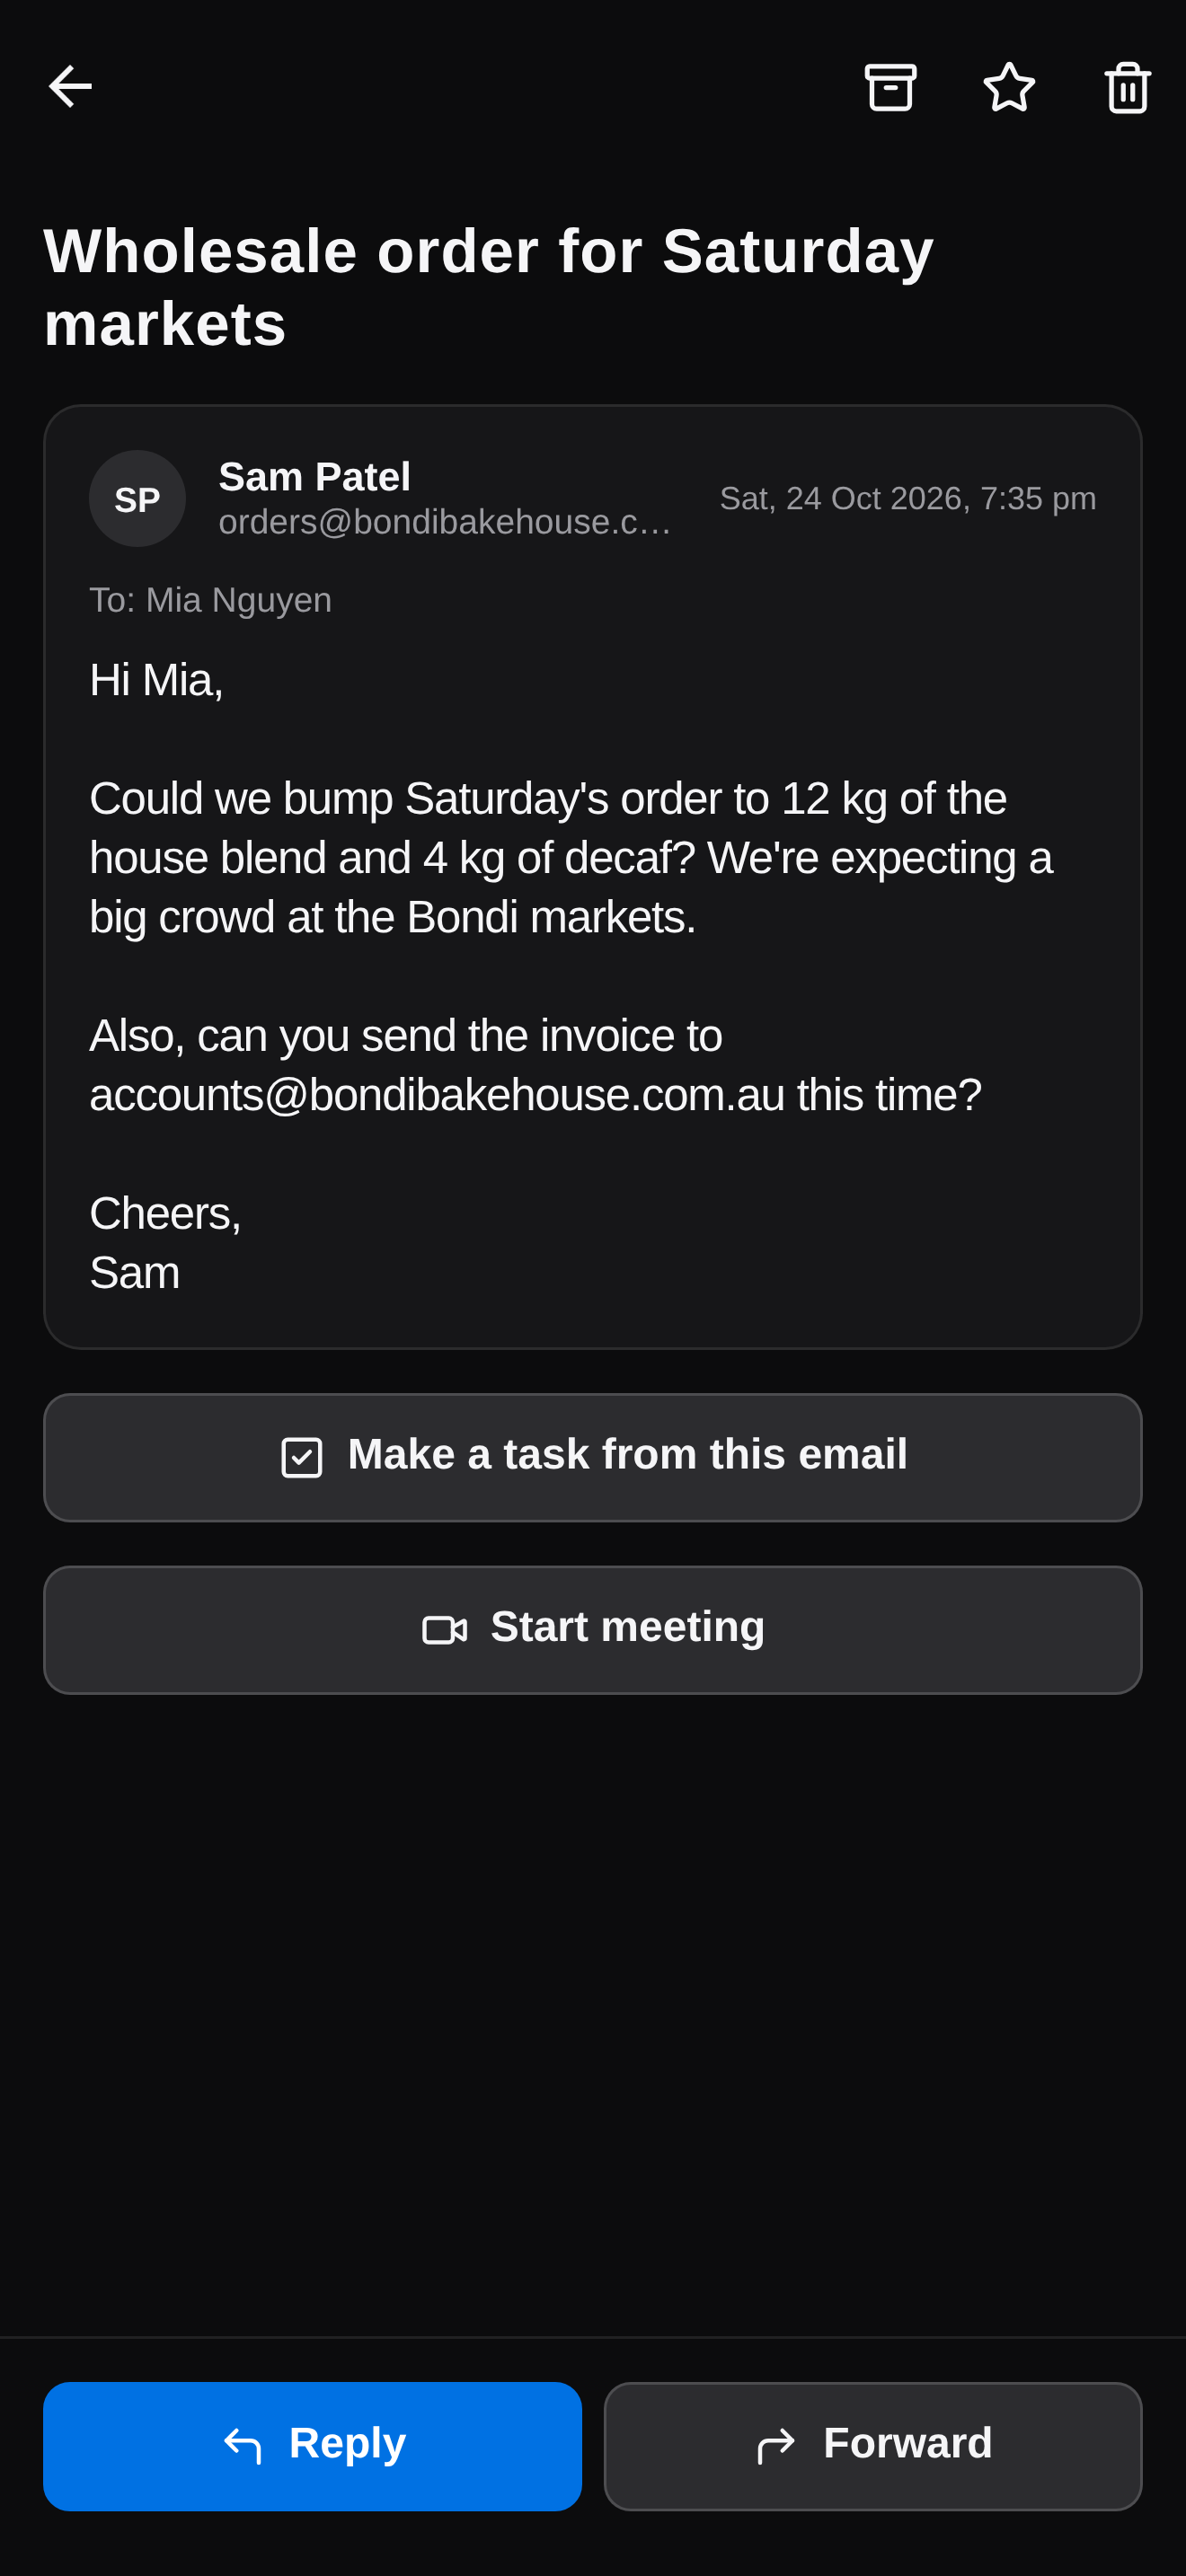 Wholesale order for Saturday
markets
SP
Sam Patel
orders@bondibakehouse.c…
Sat, 24 Oct 2026, 7:35 pm
To: Mia Nguyen
Hi Mia,
Could we bump Saturday's order to 12 kg of the
house blend and 4 kg of decaf? We're expecting a
big crowd at the Bondi markets.
Also, can you send the invoice to
accounts@bondibakehouse.com.au this time?
Cheers,
Sam
Make a task from this email
Start meeting
Reply
Forward